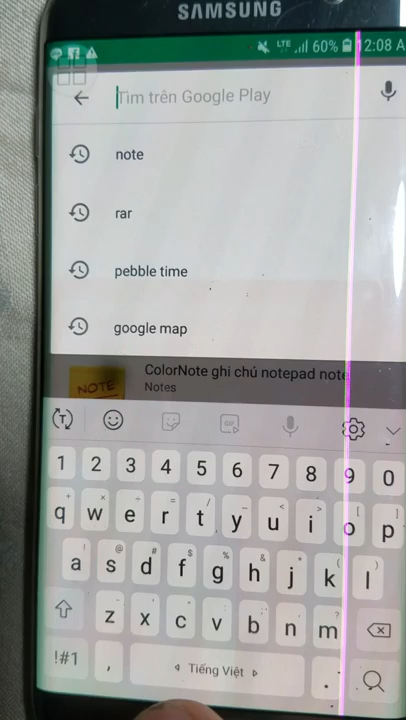 SAMSUNG
LTE 60% 12:08 A
Tìm trên Google Play
note
rar
pebble time
google map
NOTE
ColorNote ghi chú notepad note
Notes
GIF
1 2 3 4 5 6 7 8 9 0
q w e r t y u i o p
a s d f g h j k l
z x c v b n m
!#1 , Tiếng Việt .